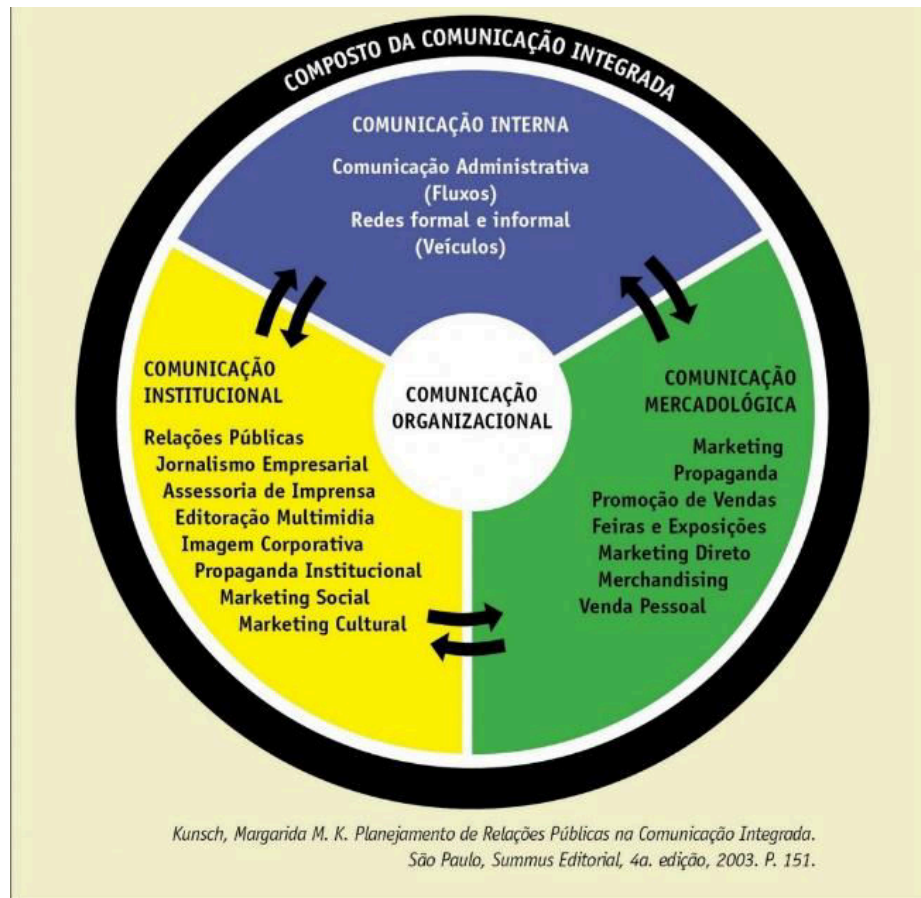 COMPOSTO DA COMUNICAÇÃO INTEGRADA
COMUNICAÇÃO INTERNA
Comunicação Administrativa
(Fluxos)
Redes formal e informal
(Veículos)
COMUNICAÇÃO
INSTITUCIONAL
Relações Públicas
Jornalismo Empresarial
Assessoria de Imprensa
Editoração Multimidia
Imagem Corporativa
Propaganda Institucional
Marketing Social
Marketing Cultural
COMUNICAÇÃO
ORGANIZACIONAL
COMUNICAÇÃO
MERCADOLÓGICA
Marketing
Propaganda
Promoção de Vendas
Feiras e Exposições
Marketing Direto
Merchandising
Venda Pessoal
Kunsch, Margarida M. K. Planejamento de Relações Públicas na Comunicação Integrada.
São Paulo, Summus Editorial, 4a. edição, 2003. P. 151.